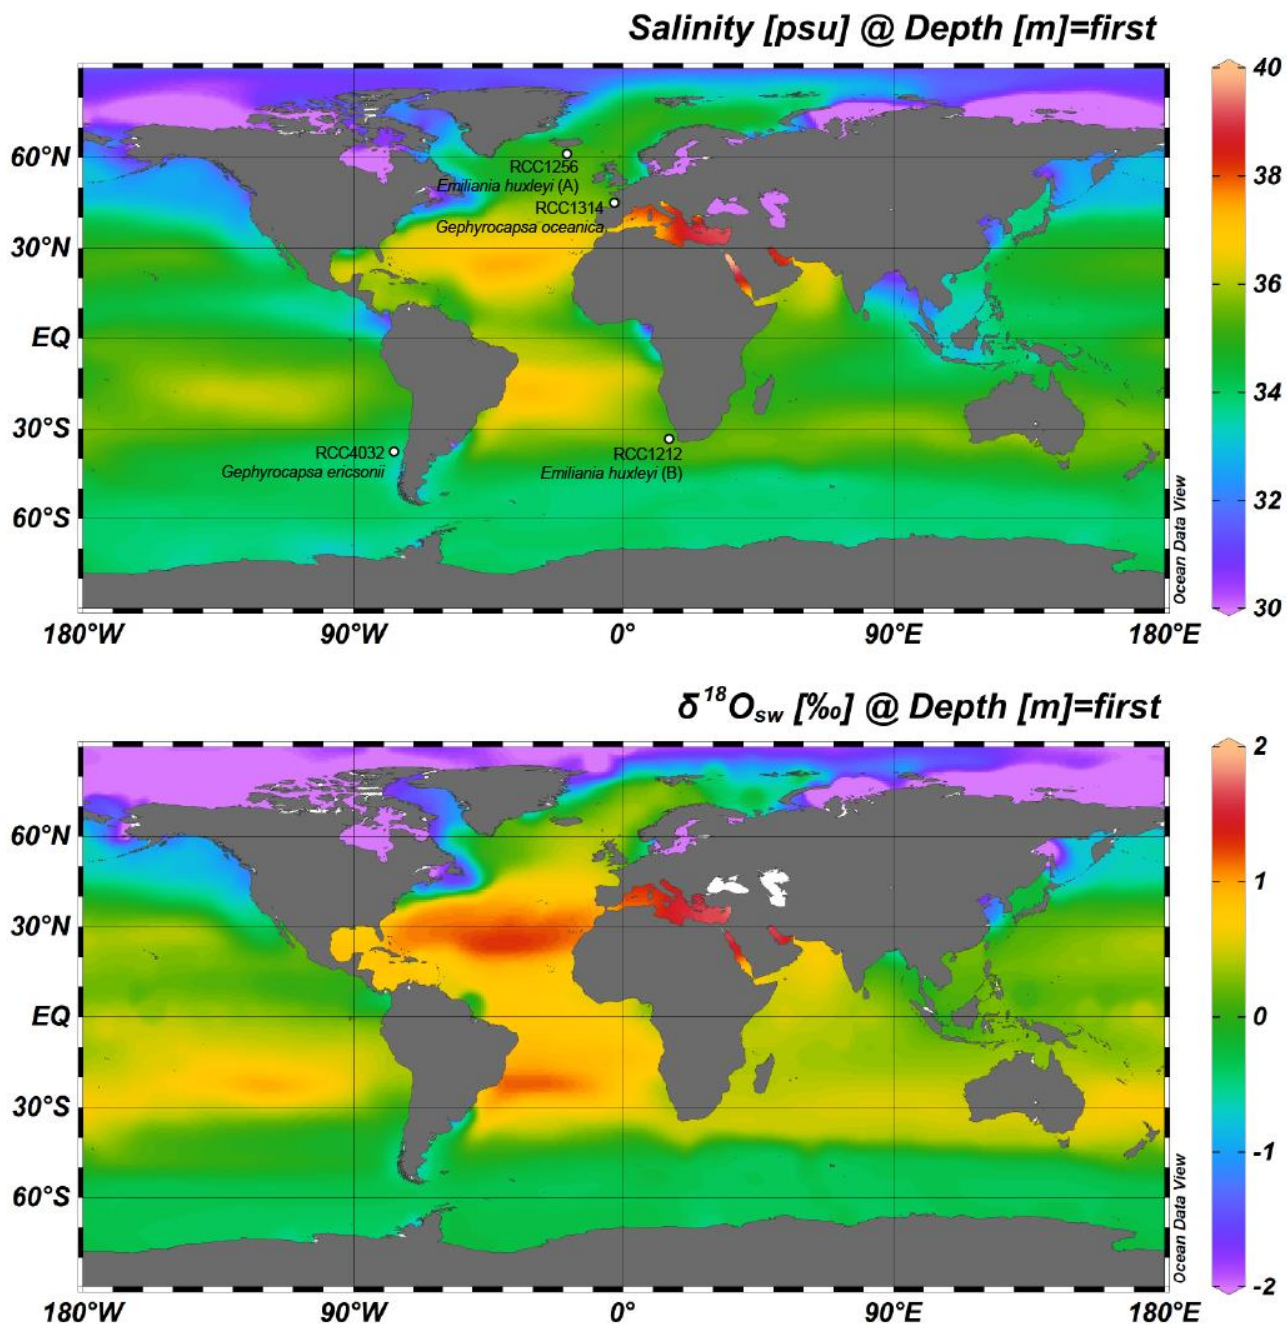 Salinity [psu] @ Depth [m]=first
60°N
30°N
EQ
30°S
60°S
180°W
90°W
0°
90°E
180°E
RCC1256
Emiliania huxleyi (A)
RCC1314
Gephyrocapsa oceanica
RCC4032
Gephyrocapsa ericsonii
RCC1212
Emiliania huxleyi (B)
Ocean Data View
40
38
36
34
32
30
δ¹⁸Osw [‰] @ Depth [m]=first
60°N
30°N
EQ
30°S
60°S
180°W
90°W
0°
90°E
180°E
Ocean Data View
2
1
0
-1
-2